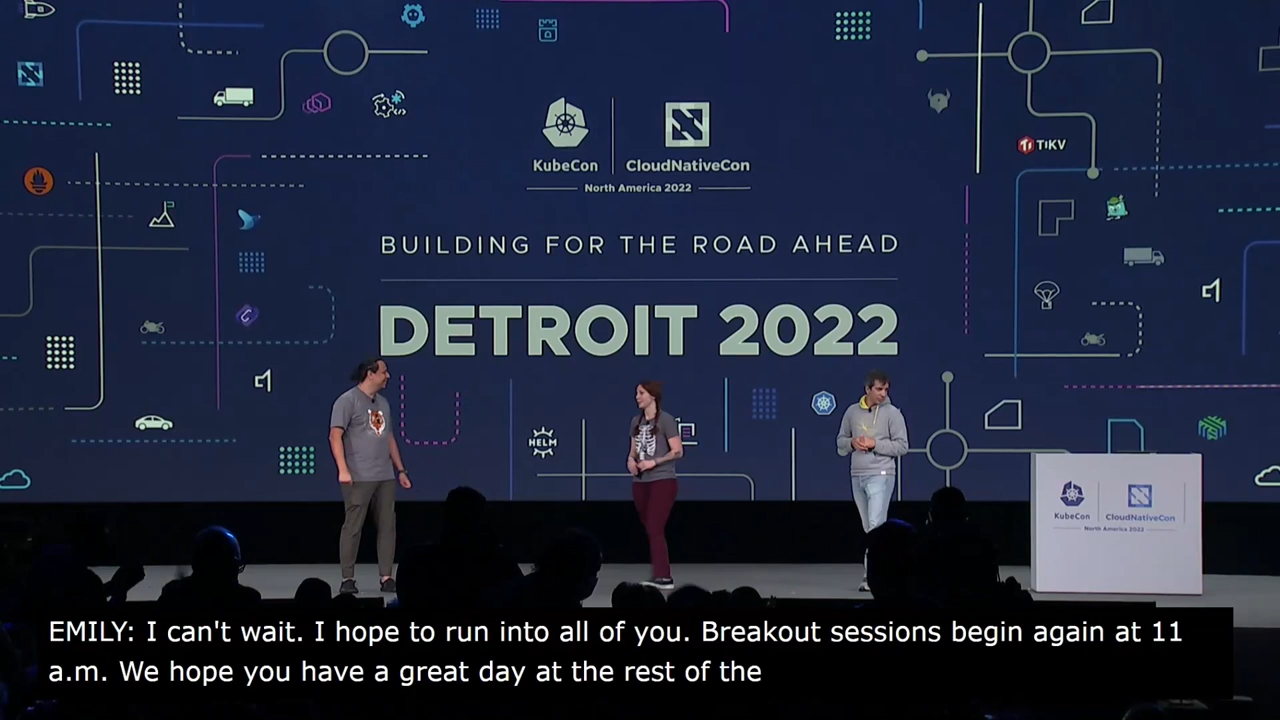 KubeCon
CloudNativeCon
North America 2022
TiKV
BUILDING FOR THE ROAD AHEAD
DETROIT 2022
HELM
KubeCon
CloudNativeCon
North America 2022
EMILY: I can't wait. I hope to run into all of you. Breakout sessions begin again at 11
a.m. We hope you have a great day at the rest of the